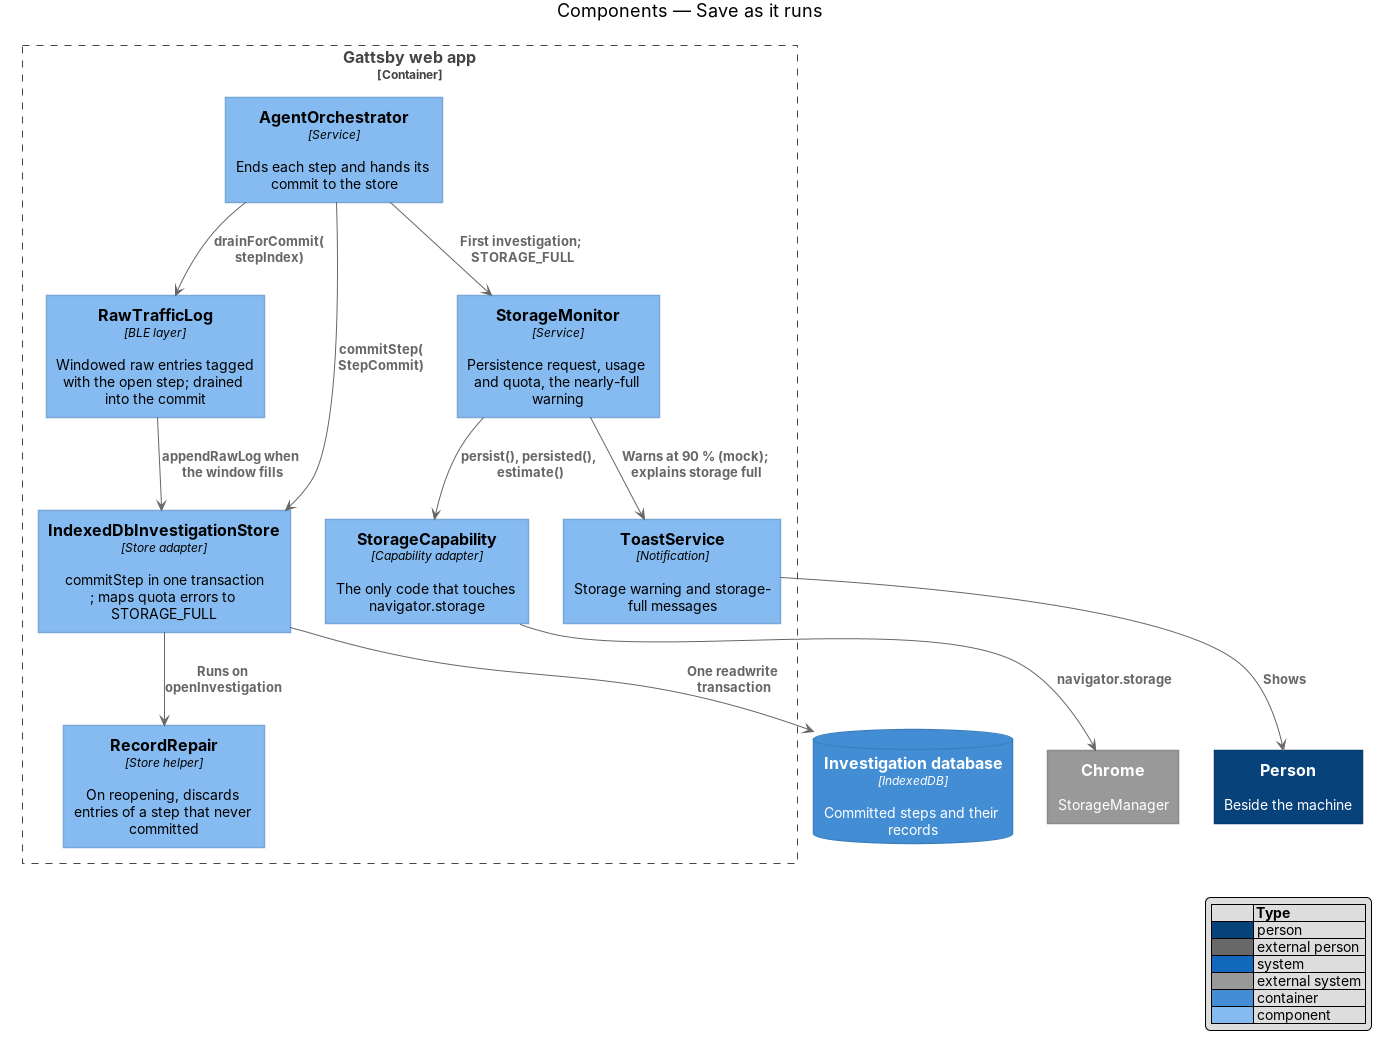 Components — Save as it runs
Gattsby web app
[Container]
AgentOrchestrator
[Service]
Ends each step and hands its
commit to the store
drainForCommit(
stepIndex)
First investigation;
STORAGE_FULL
RawTrafficLog
[BLE layer]
Windowed raw entries tagged
with the open step; drained
into the commit
commitStep(
StepCommit)
StorageMonitor
[Service]
Persistence request, usage
and quota, the nearly-full
warning
appendRawLog when
the window fills
persist(), persisted(),
estimate()
Warns at 90 % (mock);
explains storage full
IndexedDbInvestigationStore
[Store adapter]
commitStep in one transaction
; maps quota errors to
STORAGE_FULL
StorageCapability
[Capability adapter]
The only code that touches
navigator.storage
ToastService
[Notification]
Storage warning and storage-
full messages
Runs on
openInvestigation
One readwrite
transaction
navigator.storage
Shows
RecordRepair
[Store helper]
On reopening, discards
entries of a step that never
committed
Investigation database
[IndexedDB]
Committed steps and their
records
Chrome
StorageManager
Person
Beside the machine
Type
person
external person
system
external system
container
component